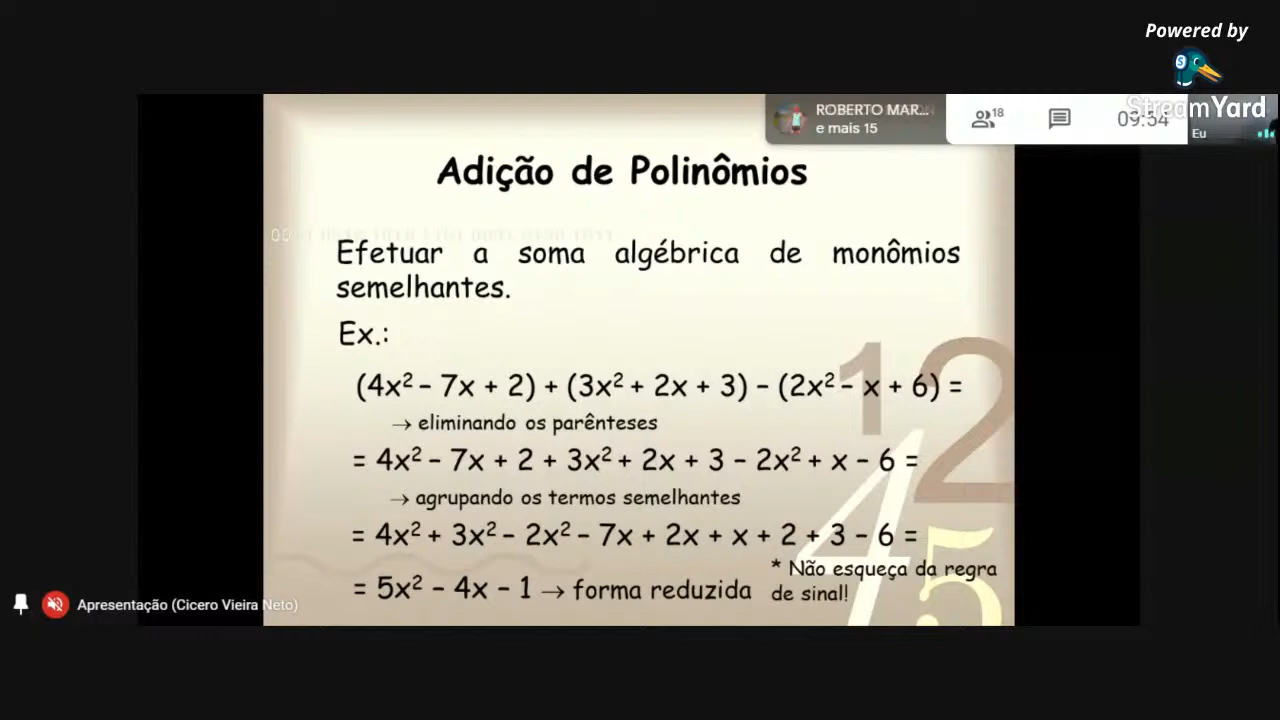 Powered by
StreamYard
ROBERTO MAR...
e mais 15
18
09:54
Eu
Adição de Polinômios
Efetuar a soma algébrica de monômios
semelhantes.
Ex.:
(4x² - 7x + 2) + (3x² + 2x + 3) - (2x² - x + 6) =
→ eliminando os parênteses
= 4x² - 7x + 2 + 3x² + 2x + 3 - 2x² + x - 6 =
→ agrupando os termos semelhantes
= 4x² + 3x² - 2x² - 7x + 2x + x + 2 + 3 - 6 =
= 5x² - 4x - 1 → forma reduzida
* Não esqueça da regra
de sinal!
12
45
Apresentação (Cicero Vieira Neto)